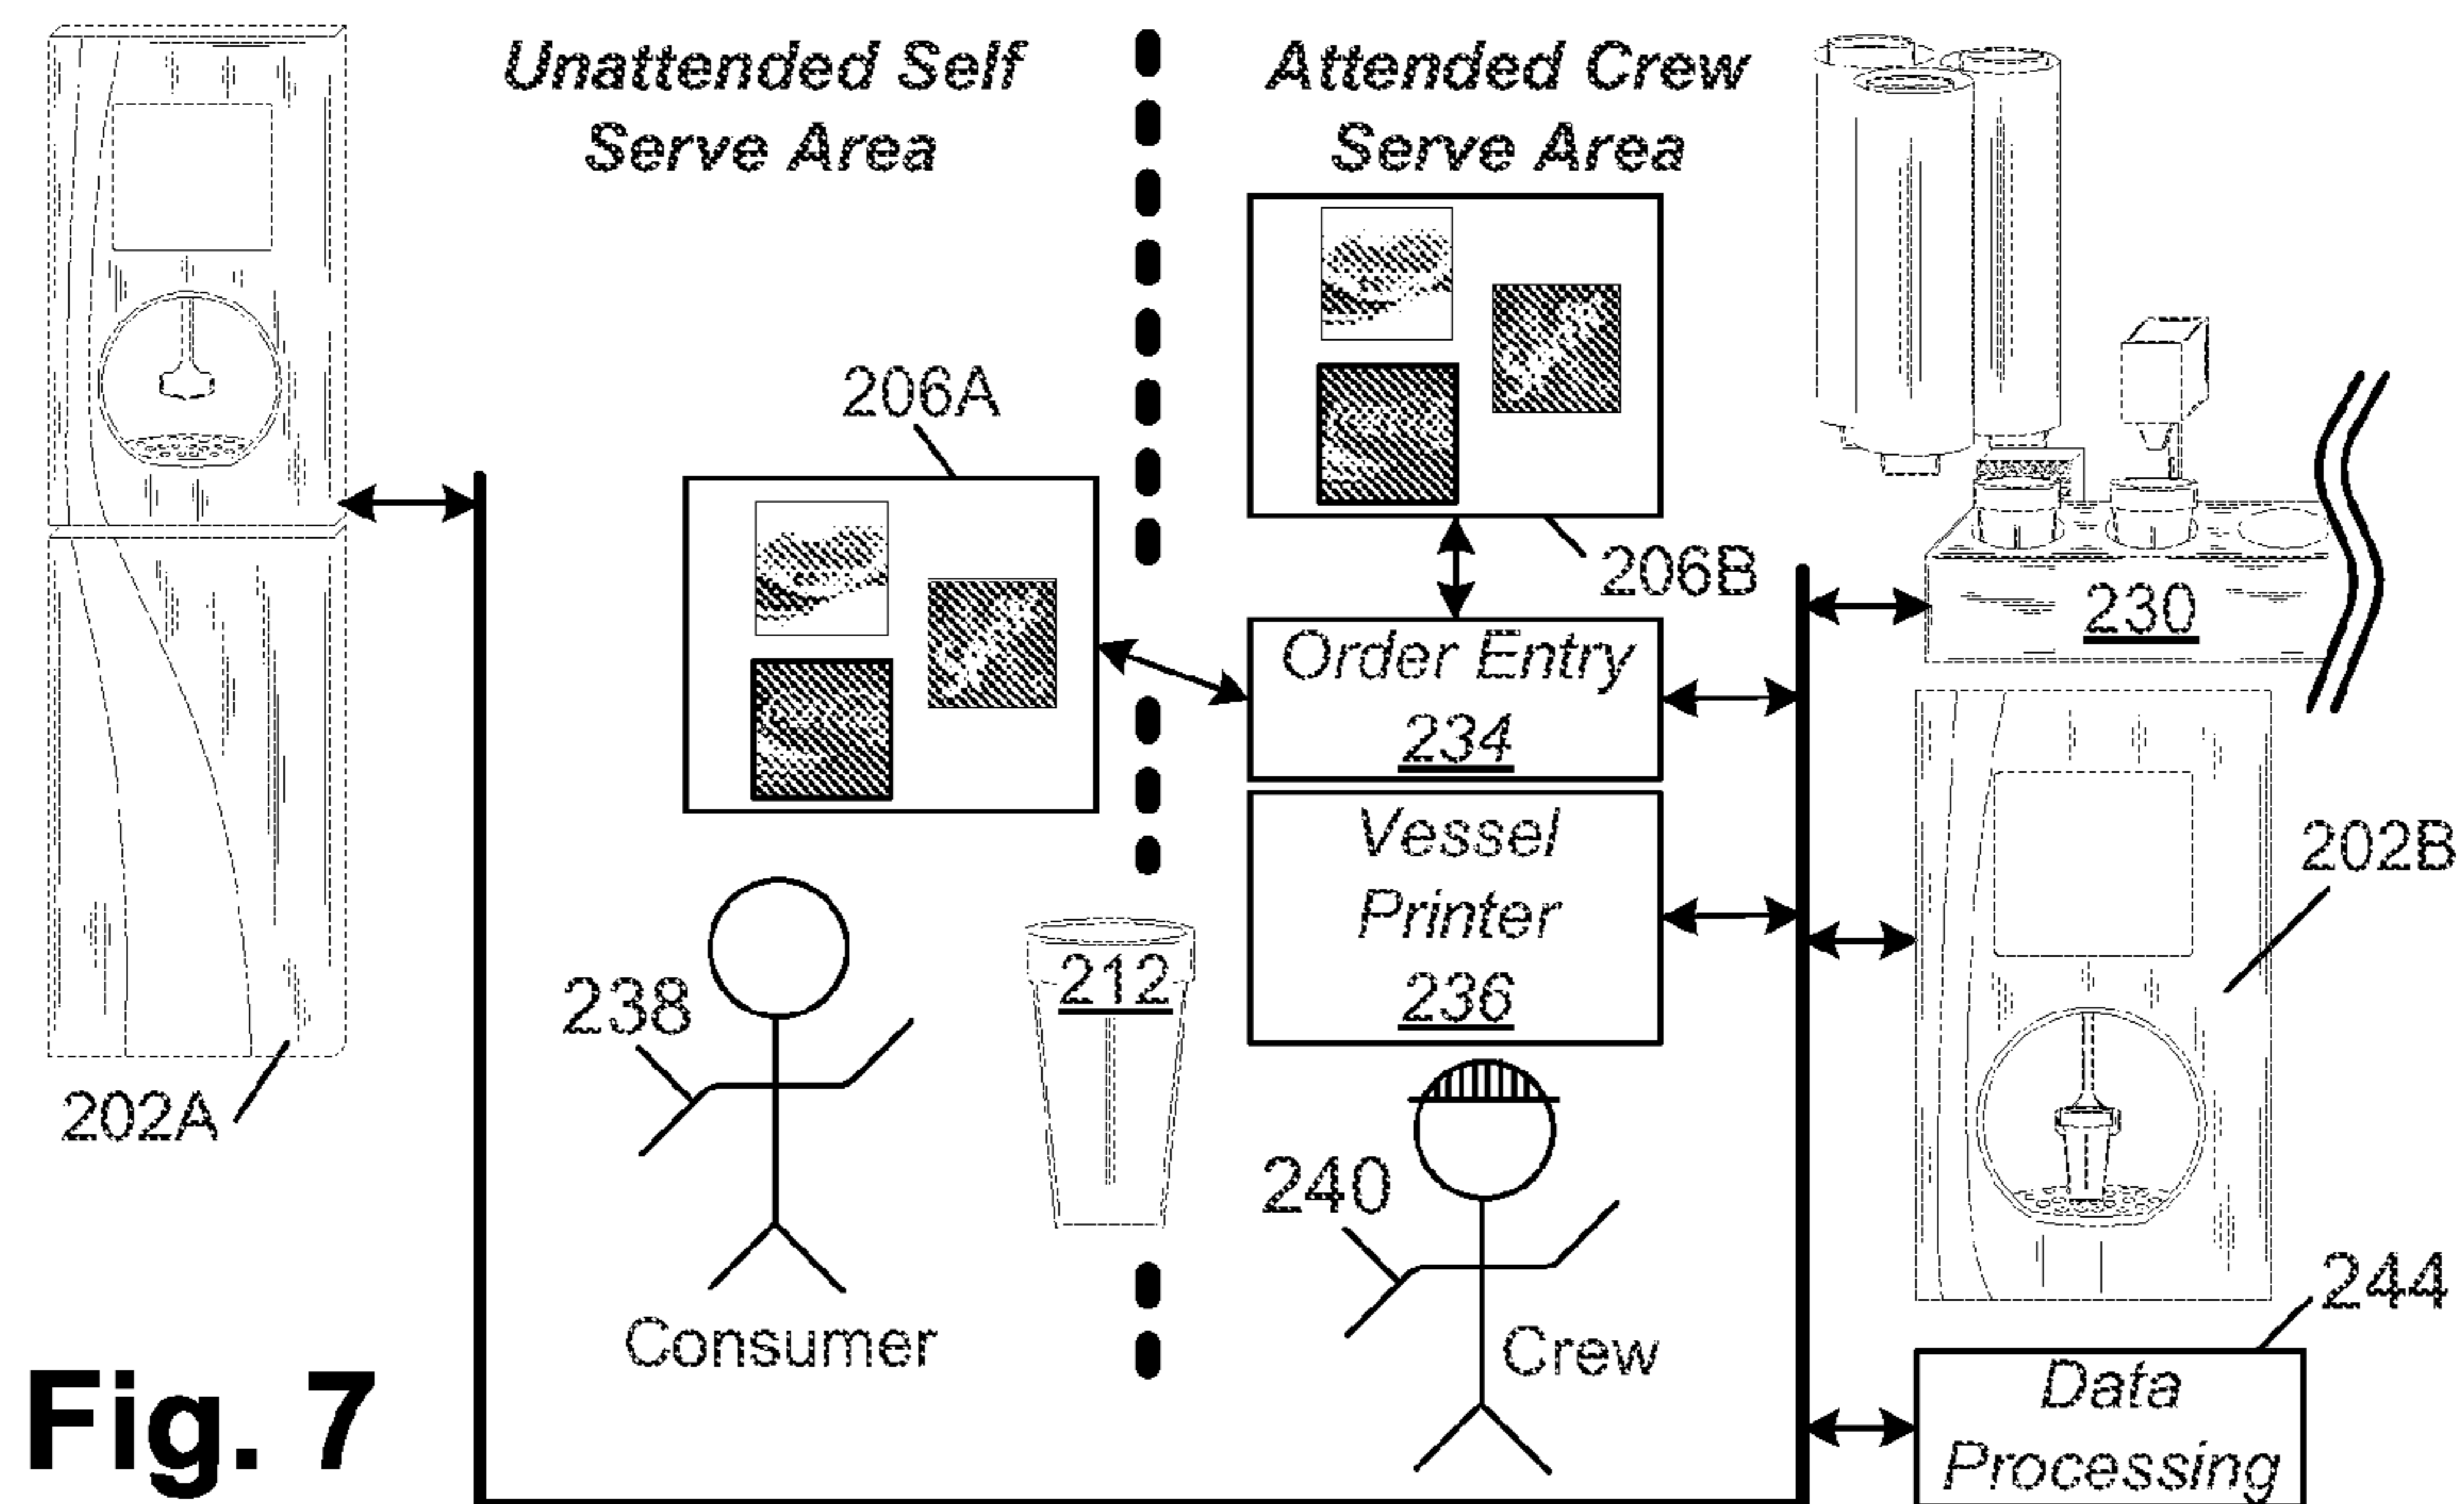 Unattended Self
Serve Area
Attended Crew
Serve Area
206A
206B
230
Order Entry
234
Vessel
Printer
236
202B
212
238
202A
240
244
Consumer
Crew
Data
Processing
Fig. 7